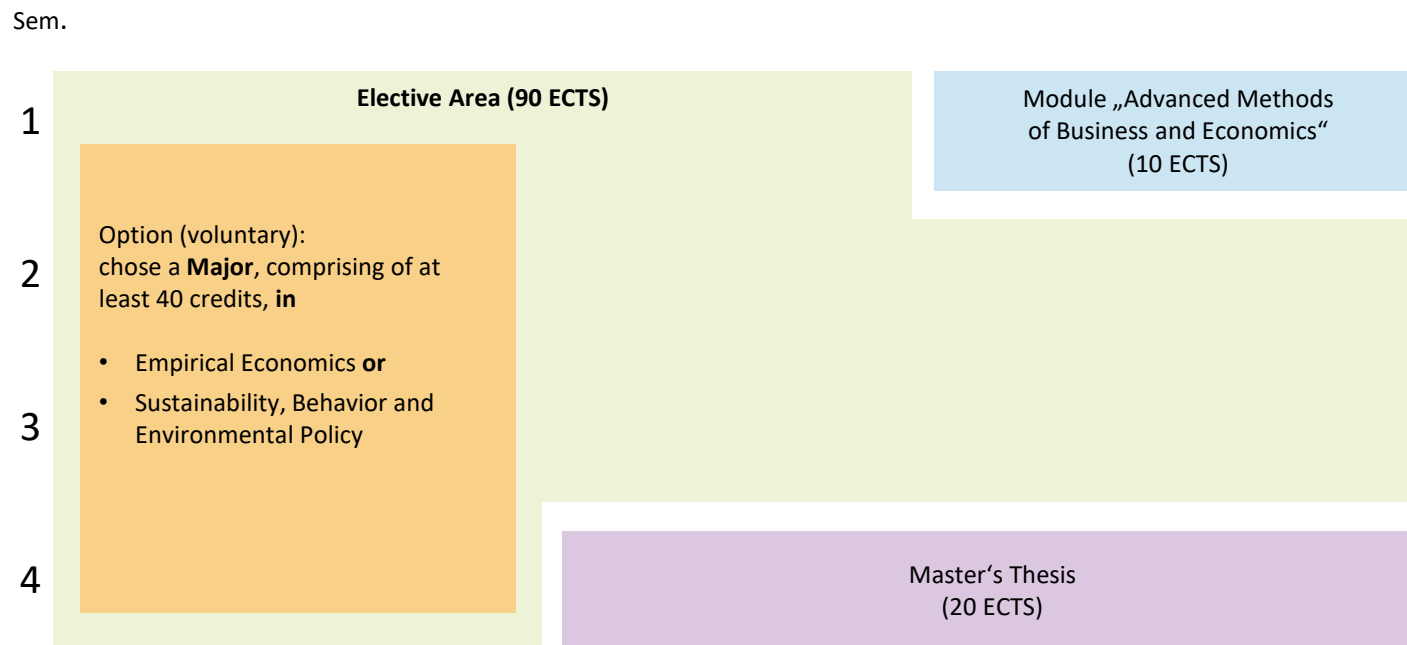 Sem.
1
Elective Area (90 ECTS)
Module „Advanced Methods
of Business and Economics“
(10 ECTS)
2
Option (voluntary):
chose a Major, comprising of at
least 40 credits, in
• Empirical Economics or
3
• Sustainability, Behavior and
Environmental Policy
4
Master‘s Thesis
(20 ECTS)